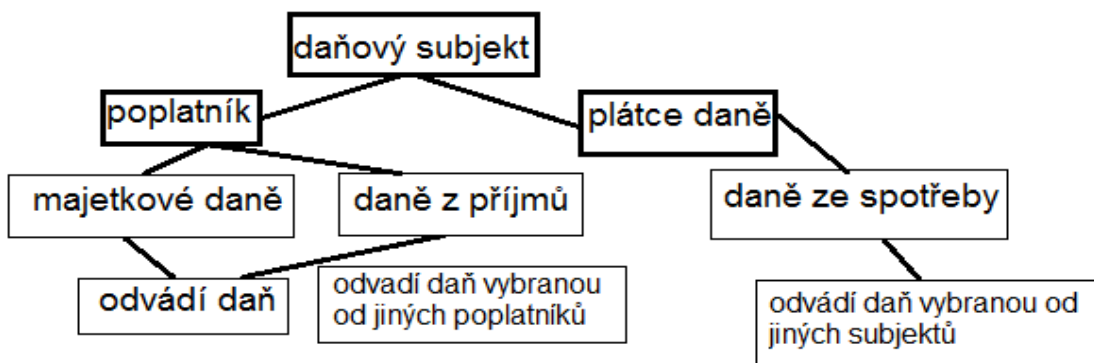 daňový subjekt
poplatník
plátce daně
majetkové daně
daně z příjmů
daně ze spotřeby
odvádí daň
odvadí daň vybranou
od jiných poplatníků
odvádí daň vybranou od
jiných subjektů